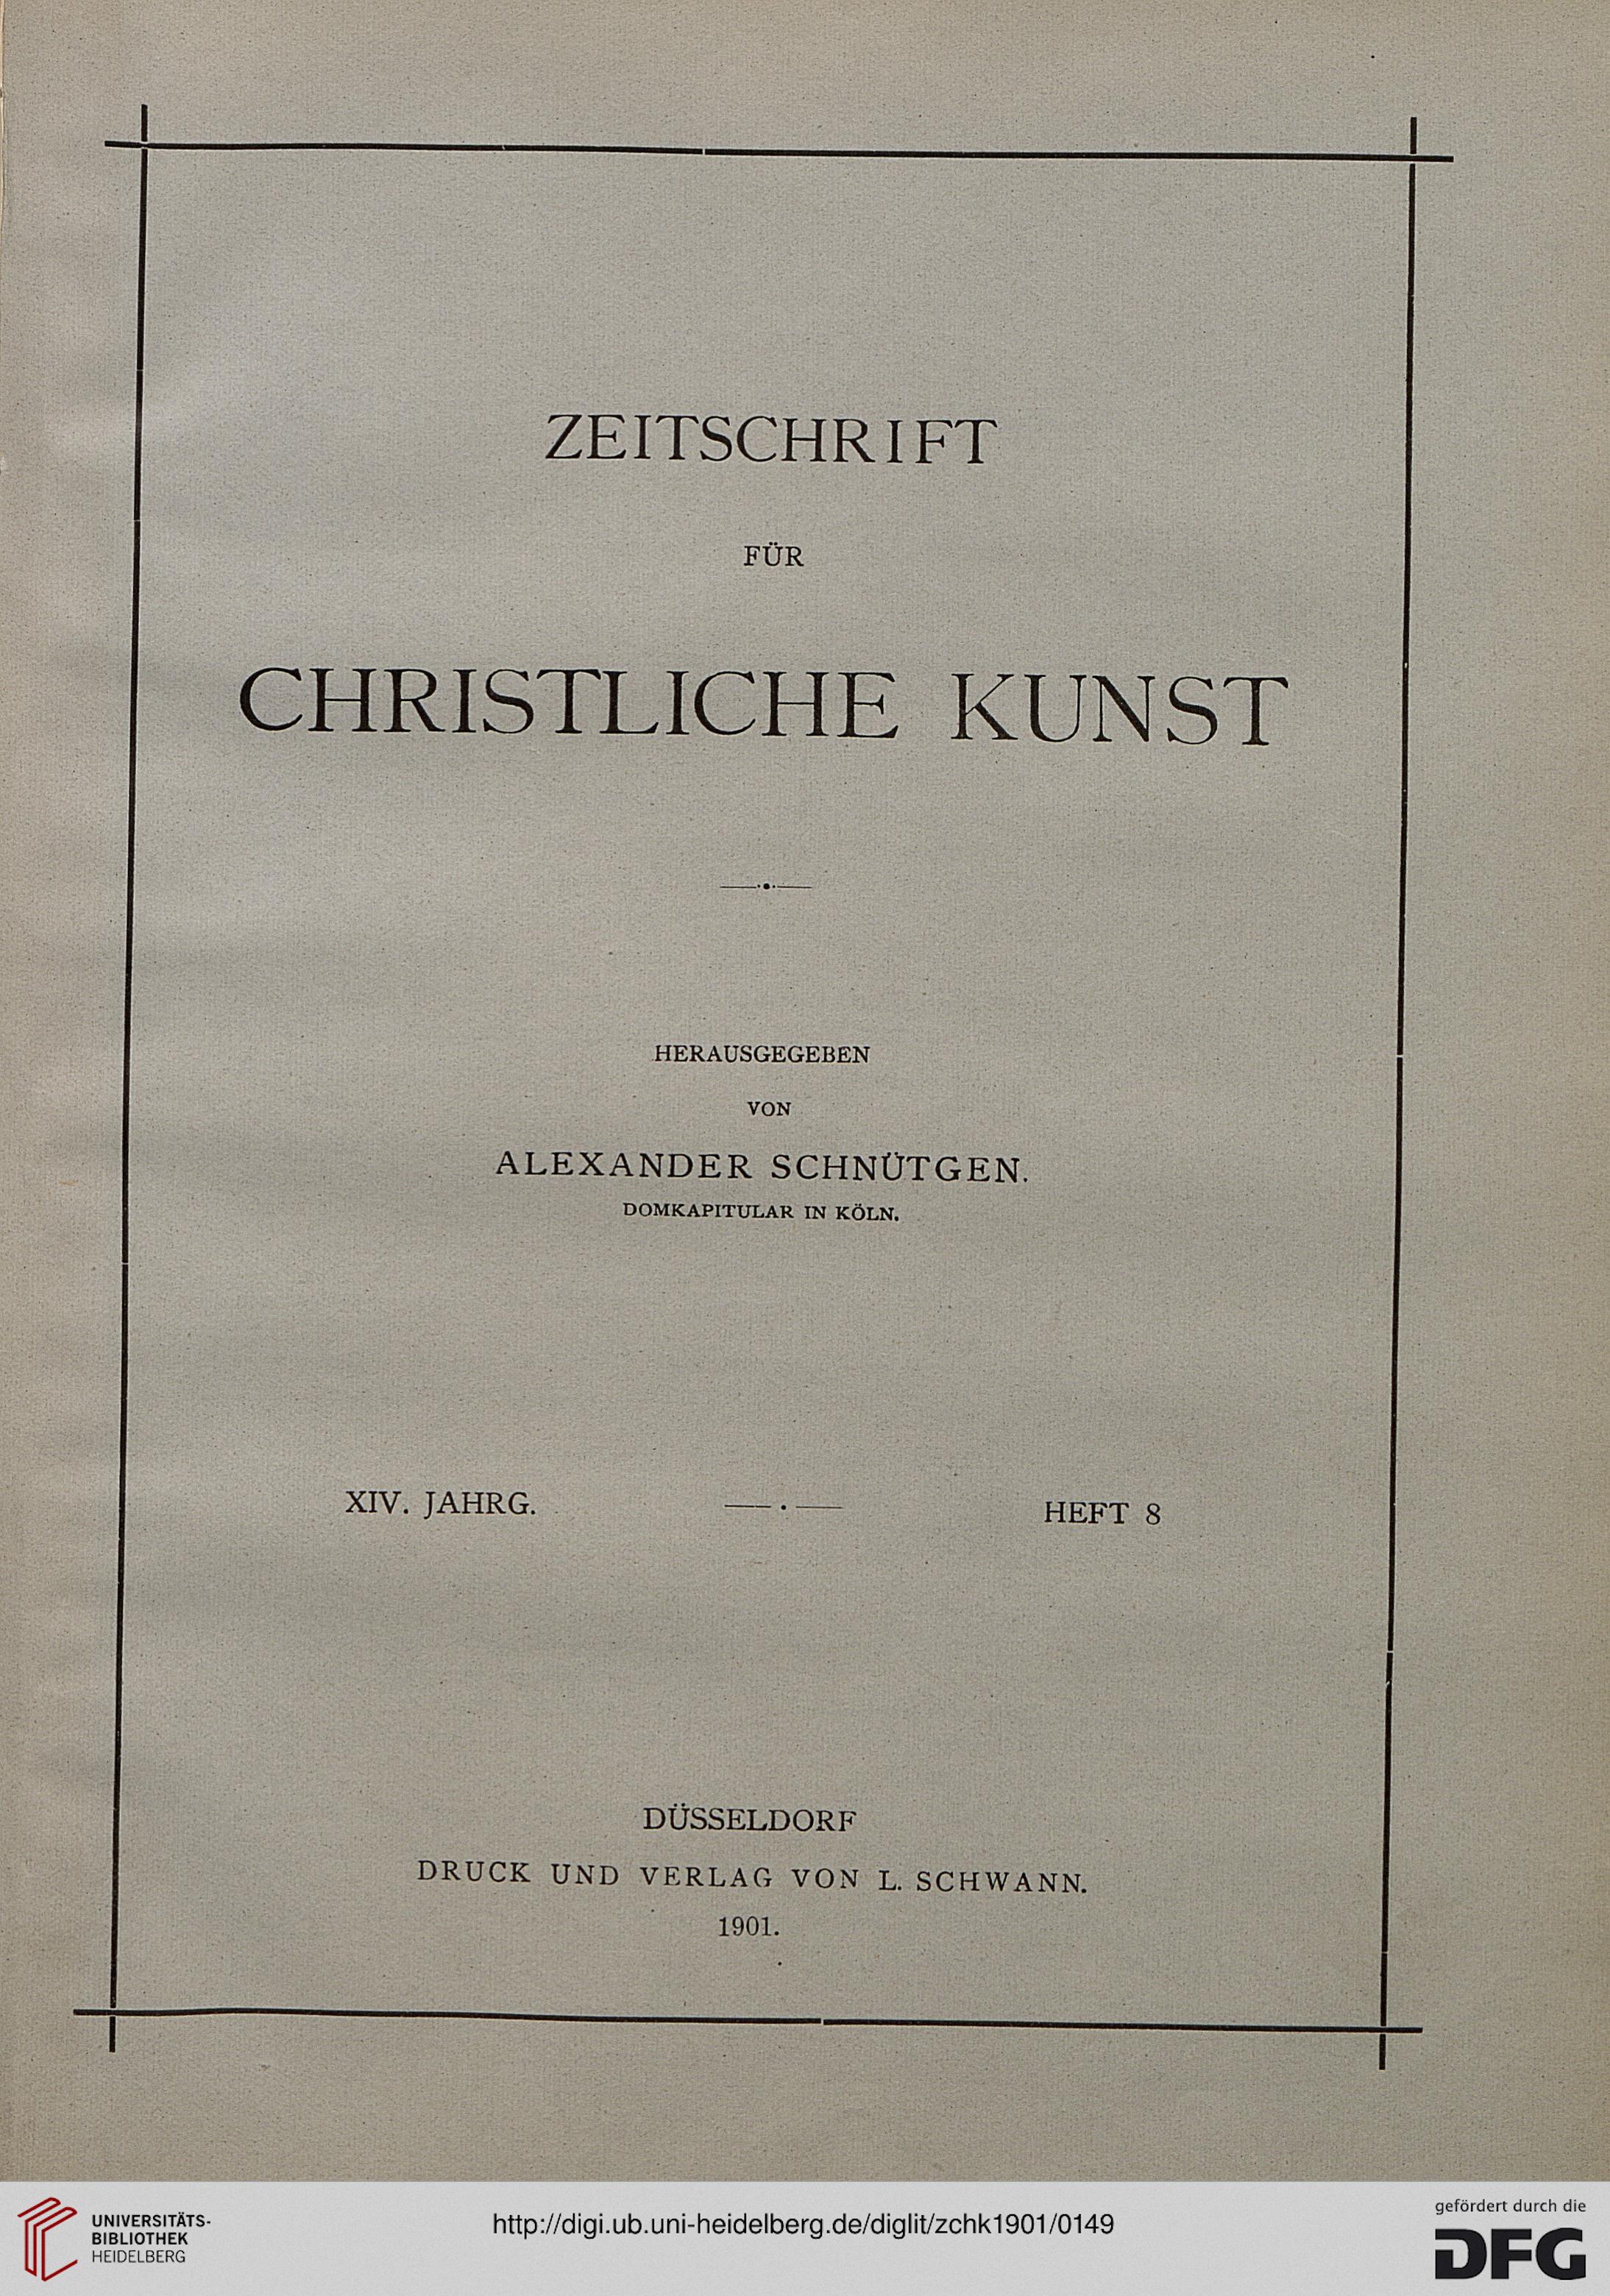 ZEITSCHRIFT
FÜR
CHRISTLICHE KUNST
HERAUSGEGEBEN
VON
ALEXANDER SCHNÜTGEN.
DOMKAPITULAR IN KÖLN.
XIV. JAHRG. HEFT 8
DÜSSELDORF
DRUCK UND VERLAG VON L. SCHWANN.
1901.
UNIVERSITÄTS-
BIBLIOTHEK
HEIDELBERG
http://digi.ub.uni-heidelberg.de/diglit/zchk1901/0149
gefördert durch die
DFG